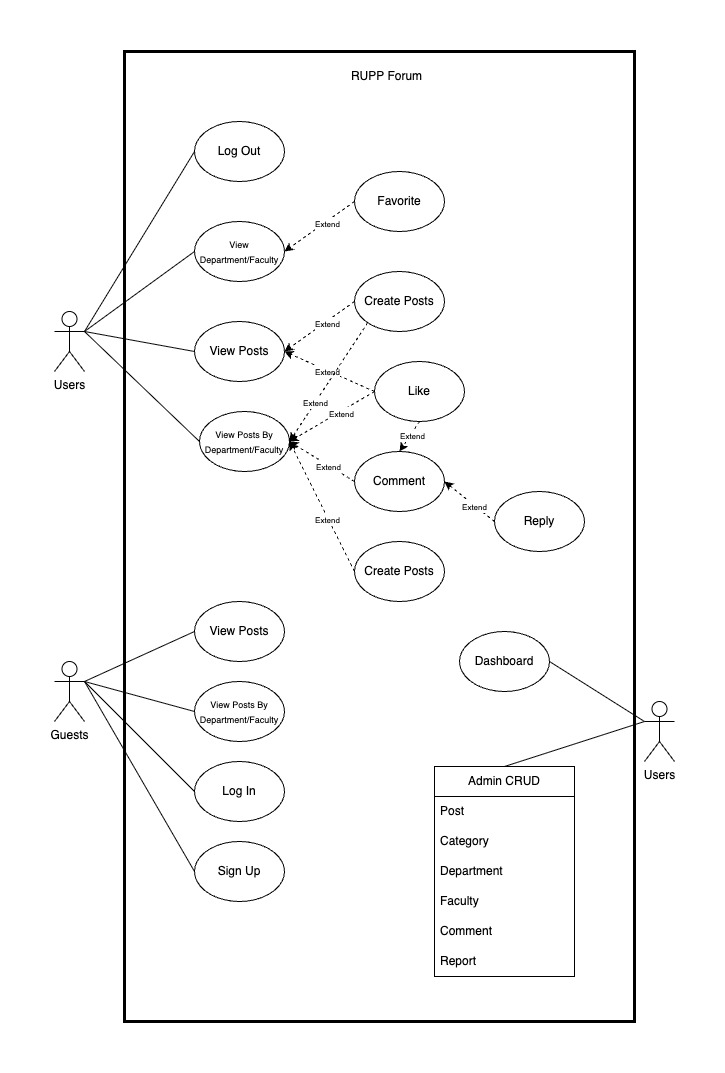 RUPP Forum
Log Out
Favorite
Extend
View
Department/Faculty
Create Posts
Extend
View Posts
Extend
Like
Extend
Extend
View Posts By
Department/Faculty
Extend
Extend
Comment
Extend
Reply
Extend
Create Posts
Users
View Posts
Dashboard
View Posts By
Department/Faculty
Guests
Log In
Sign Up
Users
Admin CRUD
Post
Category
Department
Faculty
Comment
Report